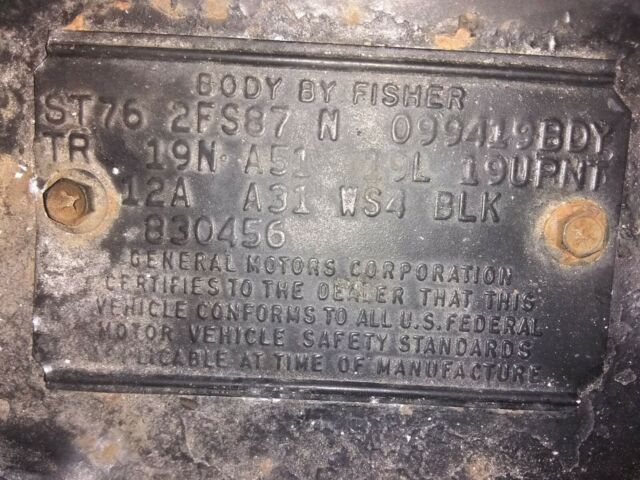 BODY BY FISHER
ST76 2FS87 N 099419BDY
TR 19N A51 19L 19UPNT
12A A31 WS4 BLK
830456
GENERAL MOTORS CORPORATION
CERTIFIES TO THE DEALER THAT THIS
VEHICLE CONFORMS TO ALL U.S. FEDERAL
MOTOR VEHICLE SAFETY STANDARDS
APPLICABLE AT TIME OF MANUFACTURE